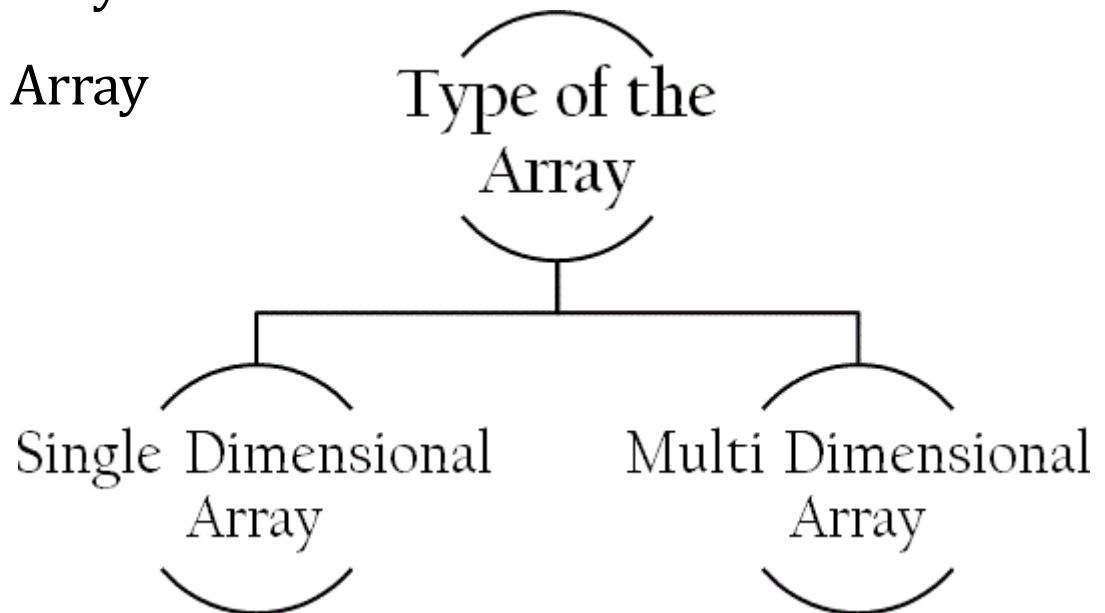 Array
Type of the
Array
Single Dimensional
Array
Multi Dimensional
Array